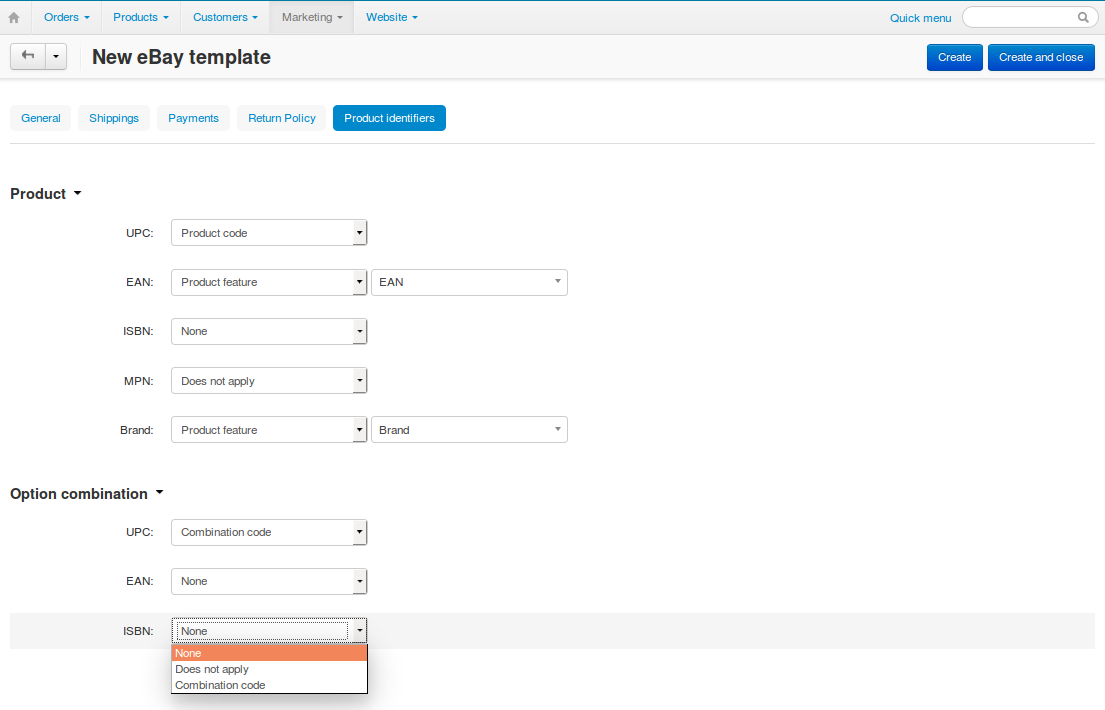 Orders Products Customers Marketing Website Quick menu
New eBay template Create Create and close
General Shippings Payments Return Policy Product identifiers
Product
UPC: Product code
EAN: Product feature EAN
ISBN: None
MPN: Does not apply
Brand: Product feature Brand
Option combination
UPC: Combination code
EAN: None
ISBN: None
None
Does not apply
Combination code